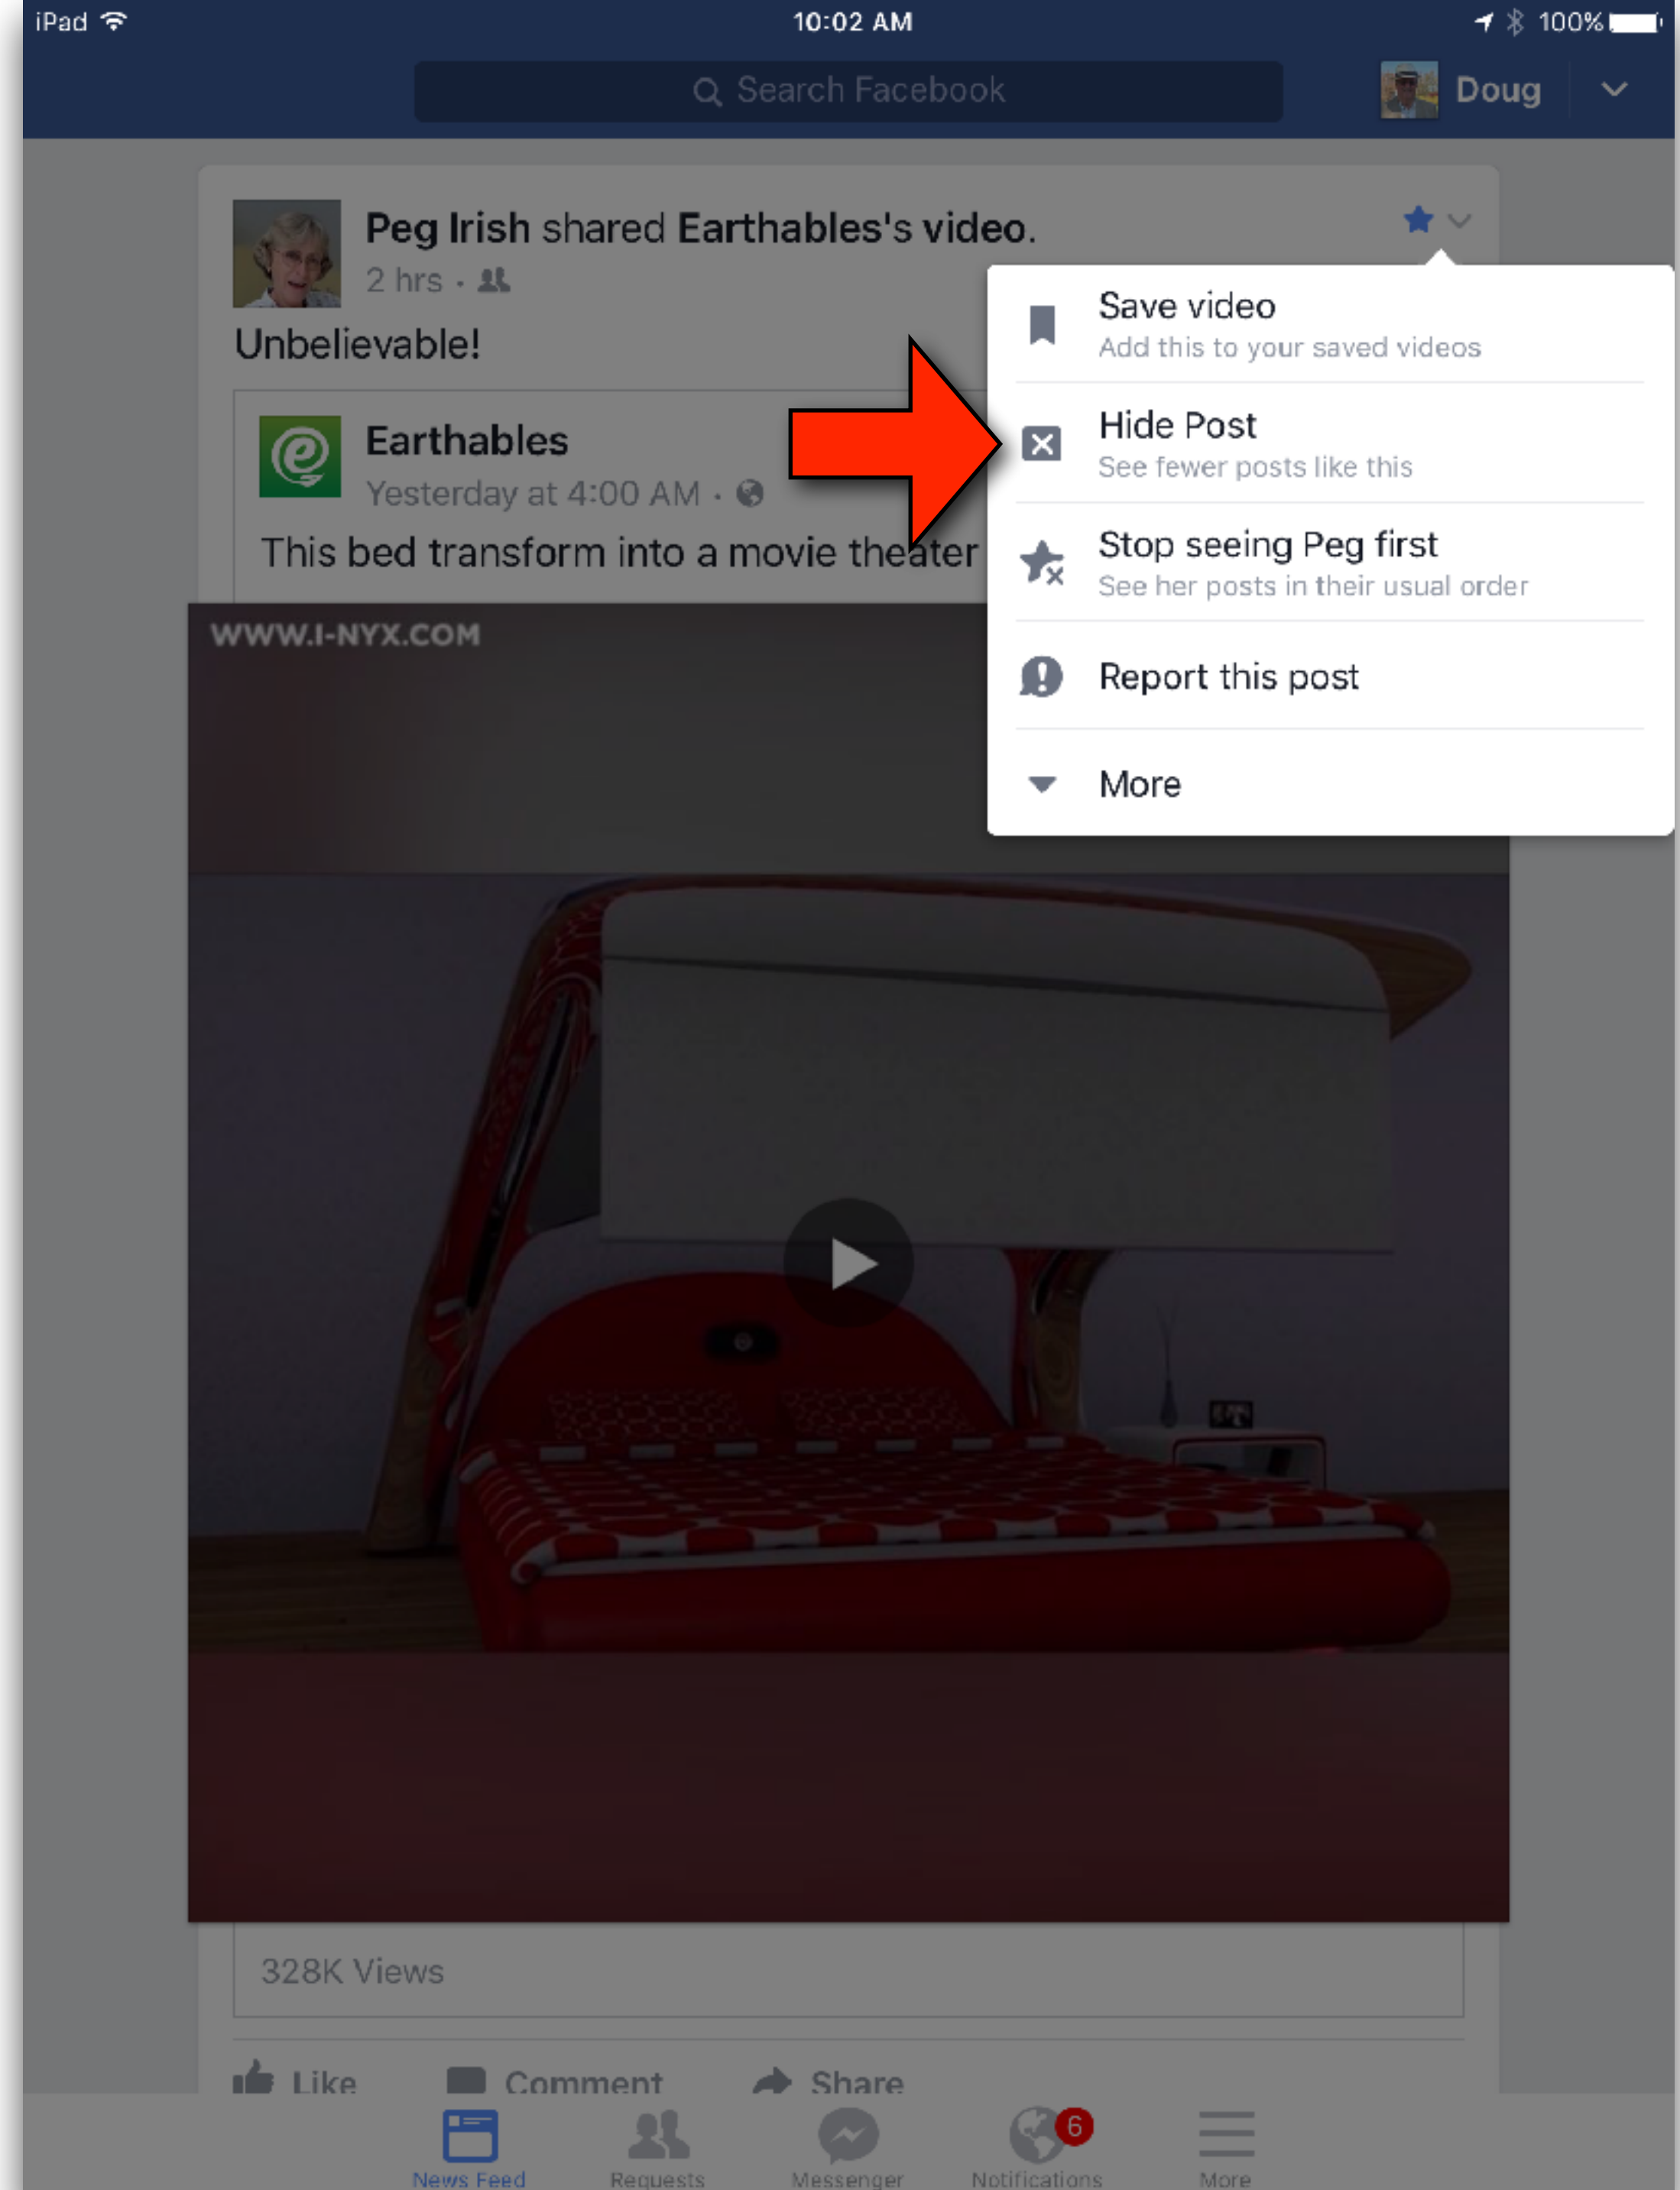 iPad 10:02 AM 100%
Search Facebook Doug
Peg Irish shared Earthables's video.
2 hrs ·
Unbelievable!
Earthables
Yesterday at 4:00 AM ·
This bed transform into a movie theater
Save video
Add this to your saved videos
Hide Post
See fewer posts like this
Stop seeing Peg first
See her posts in their usual order
Report this post
More
WWW.I-NYX.COM
328K Views
Like Comment Share
6
News Feed Requests Messenger Notifications More